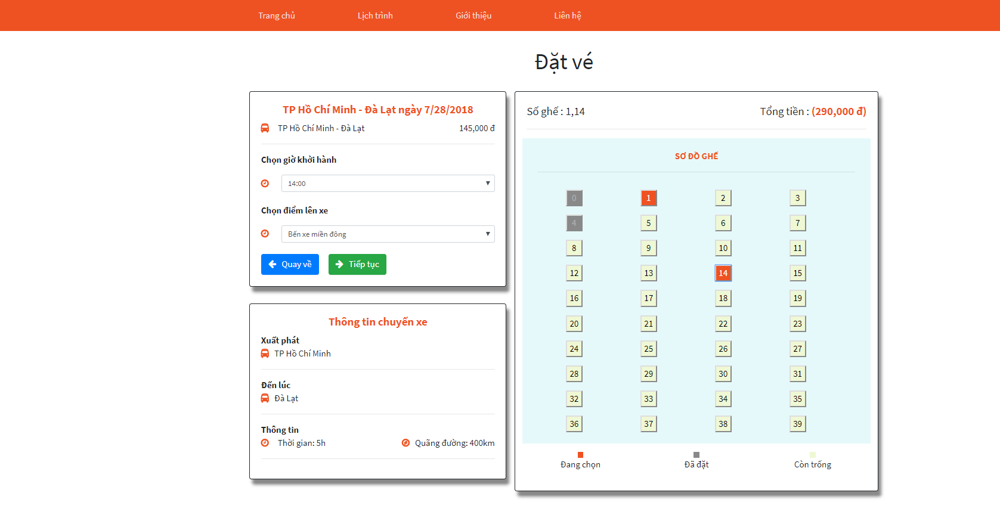 Trang chủ Lịch trình Giới thiệu Liên hệ
Đặt vé
TP Hồ Chí Minh - Đà Lạt ngày 7/28/2018
TP Hồ Chí Minh - Đà Lạt 145,000 đ
Chọn giờ khởi hành
14:00
Chọn điểm lên xe
Bến xe miền đông
Quay về Tiếp tục
Thông tin chuyến xe
Xuất phát
TP Hồ Chí Minh
Đến lúc
Đà Lạt
Thông tin
Thời gian: 5h Quãng đường: 400km
Số ghế : 1,14 Tổng tiền : (290,000 đ)
SƠ ĐỒ GHẾ
0 1 2 3
4 5 6 7
8 9 10 11
12 13 14 15
16 17 18 19
20 21 22 23
24 25 26 27
28 29 30 31
32 33 34 35
36 37 38 39
Đang chọn Đã đặt Còn trống